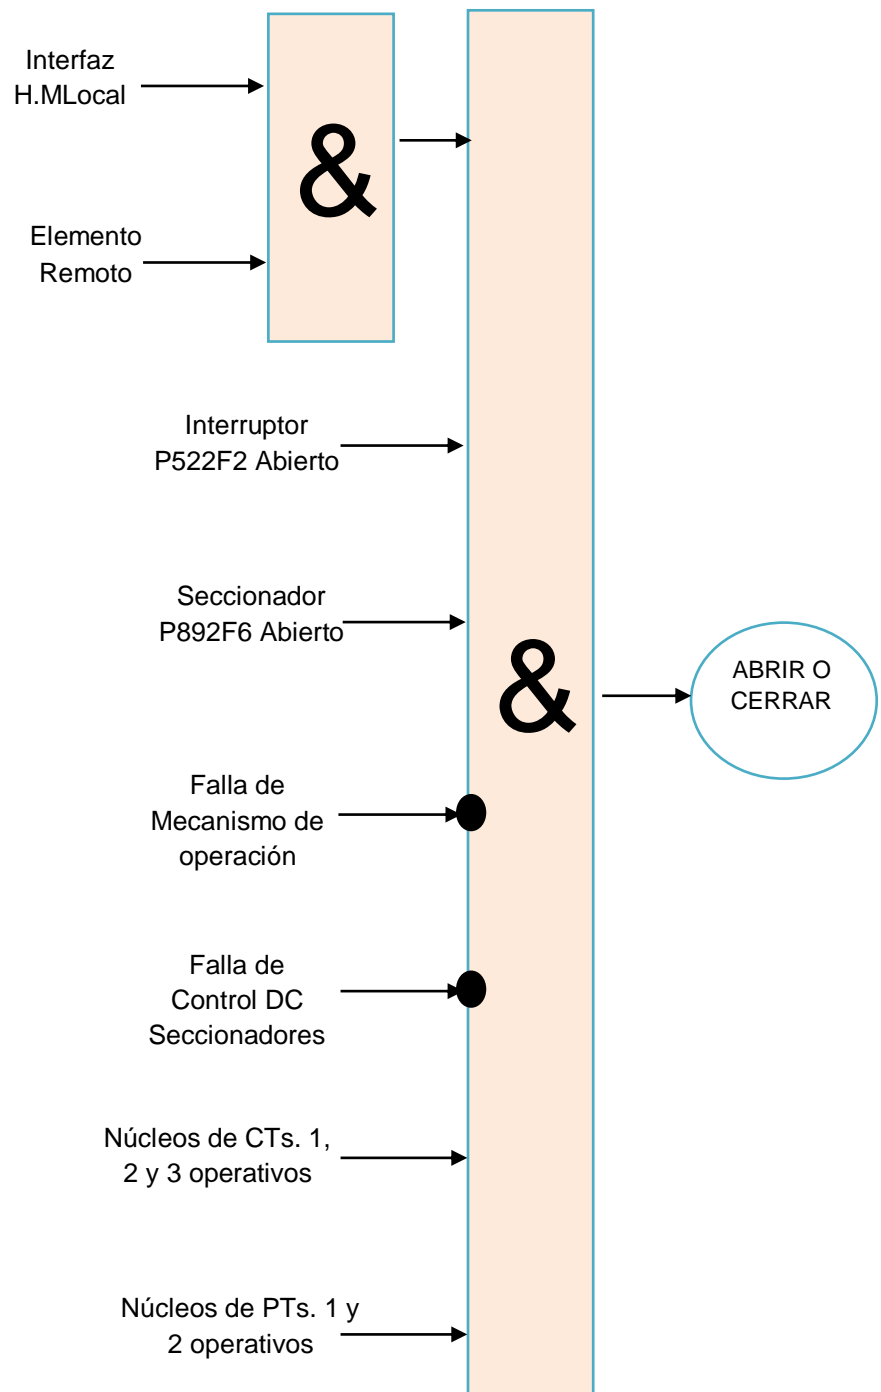 Interfaz
H.MLocal
&
Elemento
Remoto
Interruptor
P522F2 Abierto
Seccionador
P892F6 Abierto
&
ABRIR O
CERRAR
Falla de
Mecanismo de
operación
Falla de
Control DC
Seccionadores
Núcleos de CTs. 1,
2 y 3 operativos
Núcleos de PTs. 1 y
2 operativos